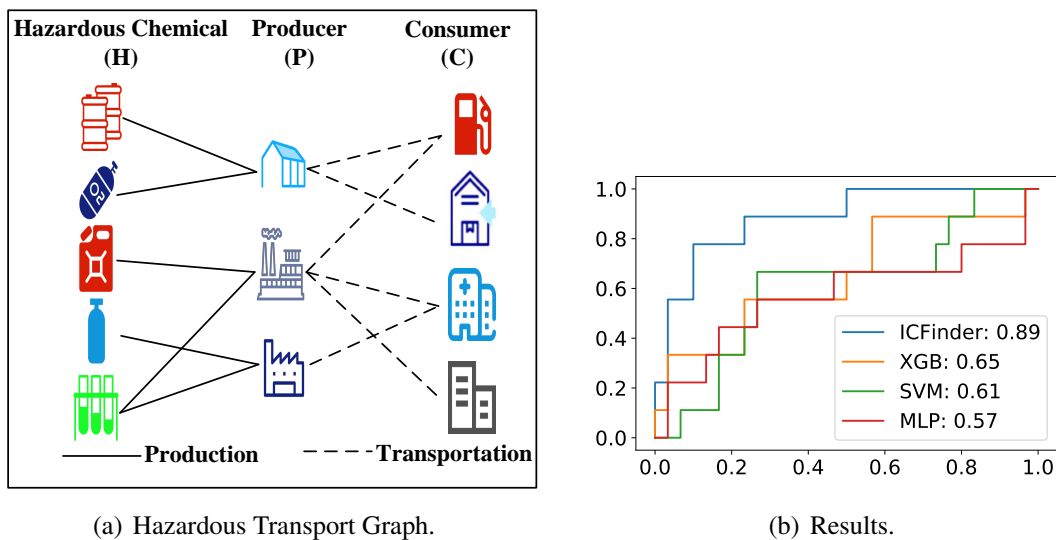 Hazardous Chemical
(H)
Producer
(P)
Consumer
(C)
Production
Transportation
(a) Hazardous Transport Graph.
1.0
0.8
0.6
0.4
0.2
0.0
0.0 0.2 0.4 0.6 0.8 1.0
ICFinder: 0.89
XGB: 0.65
SVM: 0.61
MLP: 0.57
(b) Results.